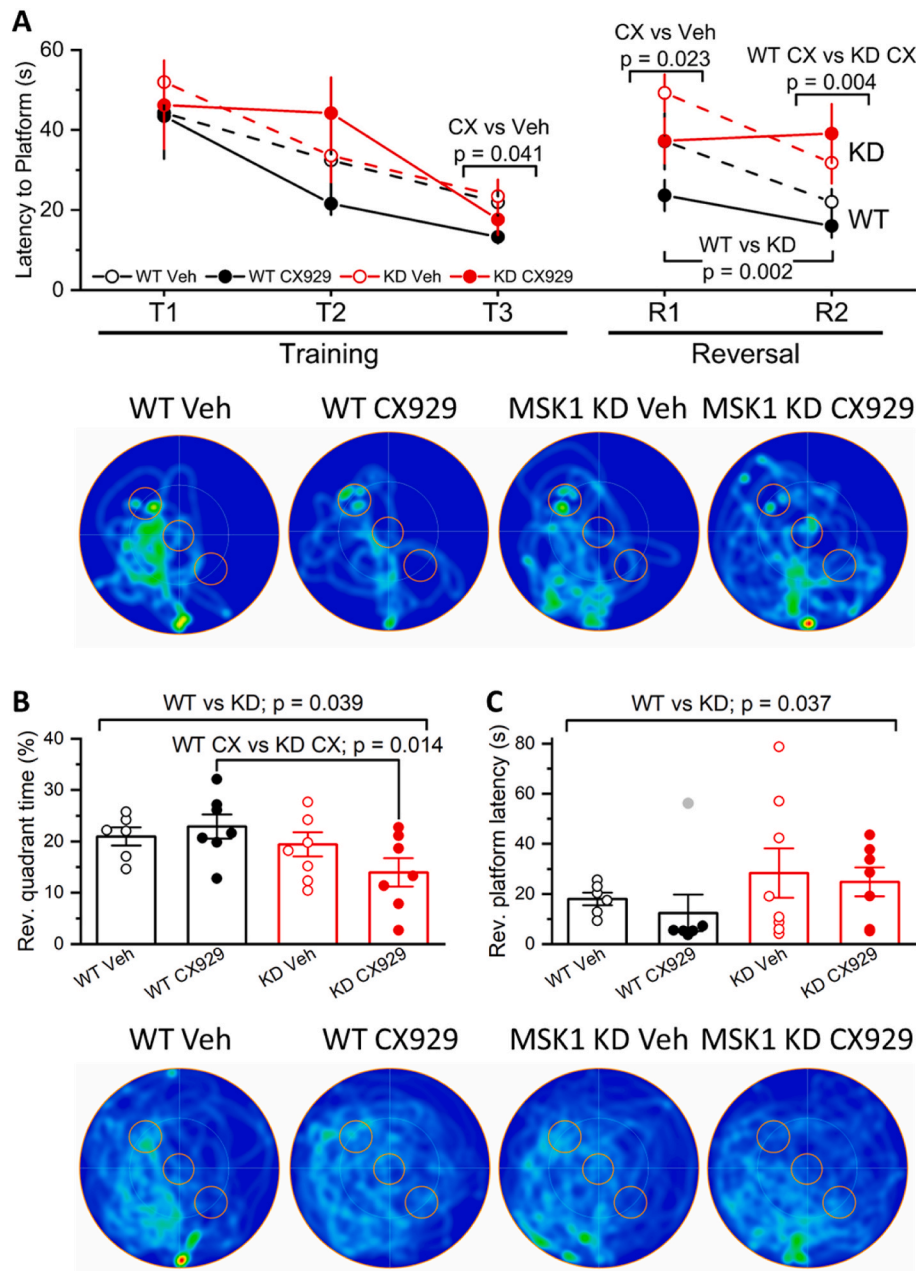 A
Latency to Platform (s)
60
40
20
0
CX vs Veh
p = 0.041
CX vs Veh
p = 0.023
WT CX vs KD CX
p = 0.004
KD
WT
WT vs KD
p = 0.002
WT Veh WT CX929 KD Veh KD CX929
T1 T2 T3 R1 R2
Training Reversal
WT Veh WT CX929 MSK1 KD Veh MSK1 KD CX929
B
WT vs KD; p = 0.039
WT CX vs KD CX; p = 0.014
Rev. quadrant time (%)
40
30
20
10
0
WT Veh WT CX929 KD Veh KD CX929
C
WT vs KD; p = 0.037
Rev. platform latency (s)
80
60
40
20
0
WT Veh WT CX929 KD Veh KD CX929
WT Veh WT CX929 MSK1 KD Veh MSK1 KD CX929